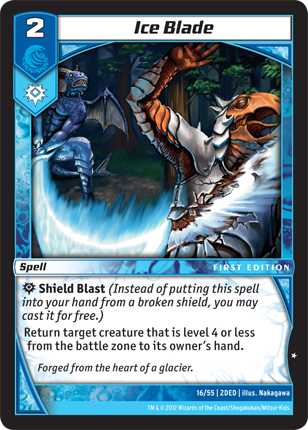 2
Ice Blade
Spell
FIRST EDITION
Shield Blast (Instead of putting this spell
into your hand from a broken shield, you may
cast it for free.)
Return target creature that is level 4 or less
from the battle zone to its owner's hand.
Forged from the heart of a glacier.
16/55 | 2DED | illus. Nakagawa
TM & © 2012 Wizards of the Coast/Shogakukan/Mitsui-Kids.